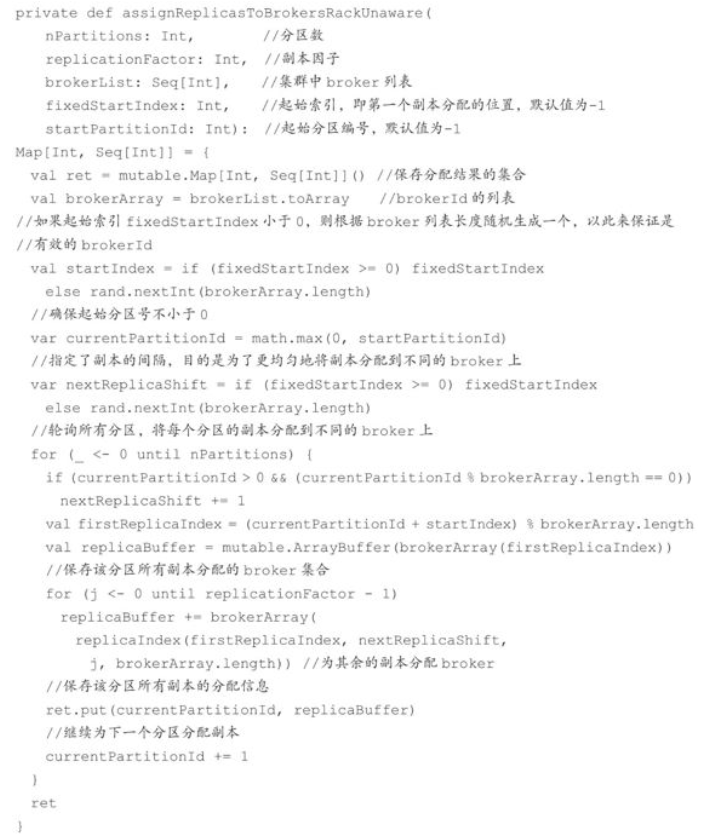 private def assignReplicasToBrokersRackUnaware(
    nPartitions: Int,         //分区数
    replicationFactor: Int,  //副本因子
    brokerList: Seq[Int],    //集群中 broker 列表
    fixedStartIndex: Int,    //起始索引，即第一个副本分配的位置，默认值为-1
    startPartitionId: Int):  //起始分区编号，默认值为-1
Map[Int, Seq[Int]] = {
  val ret = mutable.Map[Int, Seq[Int]]() //保存分配结果的集合
  val brokerArray = brokerList.toArray    //brokerId 的列表
//如果起始索引 fixedStartIndex 小于 0，则根据 broker 列表长度随机生成一个，以此来保证是
//有效的 brokerId
  val startIndex = if (fixedStartIndex >= 0) fixedStartIndex
    else rand.nextInt(brokerArray.length)
  //确保起始分区号不小于 0
  var currentPartitionId = math.max(0, startPartitionId)
  //指定了副本的间隔，目的是为了更均匀地将副本分配到不同的 broker 上
  var nextReplicaShift = if (fixedStartIndex >= 0) fixedStartIndex
    else rand.nextInt(brokerArray.length)
  //轮询所有分区，将每个分区的副本分配到不同的 broker 上
  for (_ <- 0 until nPartitions) {
    if (currentPartitionId > 0 && (currentPartitionId % brokerArray.length == 0))
      nextReplicaShift += 1
    val firstReplicaIndex = (currentPartitionId + startIndex) % brokerArray.length
    val replicaBuffer = mutable.ArrayBuffer(brokerArray(firstReplicaIndex))
    //保存该分区所有副本分配的 broker 集合
    for (j <- 0 until replicationFactor - 1)
      replicaBuffer += brokerArray(
        replicaIndex(firstReplicaIndex, nextReplicaShift,
          j, brokerArray.length)) //为其余的副本分配 broker
    //保存该分区所有副本的分配信息
    ret.put(currentPartitionId, replicaBuffer)
    //继续为下一个分区分配副本
    currentPartitionId += 1
  }
  ret
}